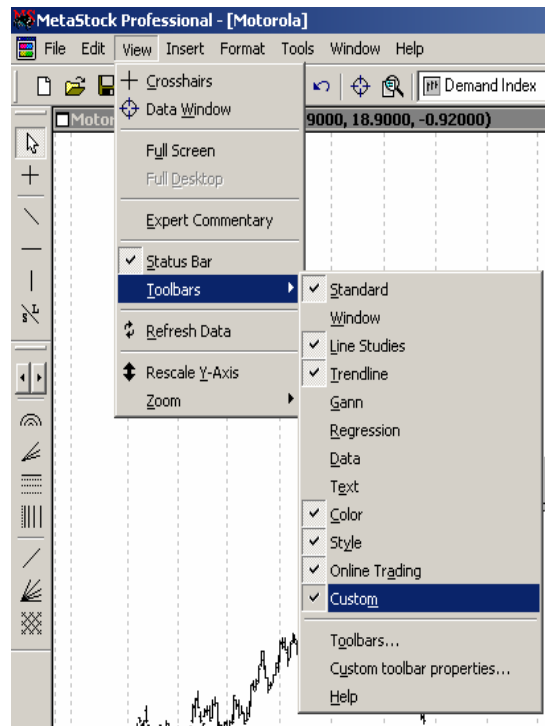 MetaStock Professional - [Motorola]
File Edit View Insert Format Tools Window Help
Demand Index
Motor
9000, 18.9000, -0.92000)
Crosshairs
Data Window
Full Screen
Full Desktop
Expert Commentary
Status Bar
Toolbars
Refresh Data
Rescale Y-Axis
Zoom
Standard
Window
Line Studies
Trendline
Gann
Regression
Data
Text
Color
Style
Online Trading
Custom
Toolbars...
Custom toolbar properties...
Help